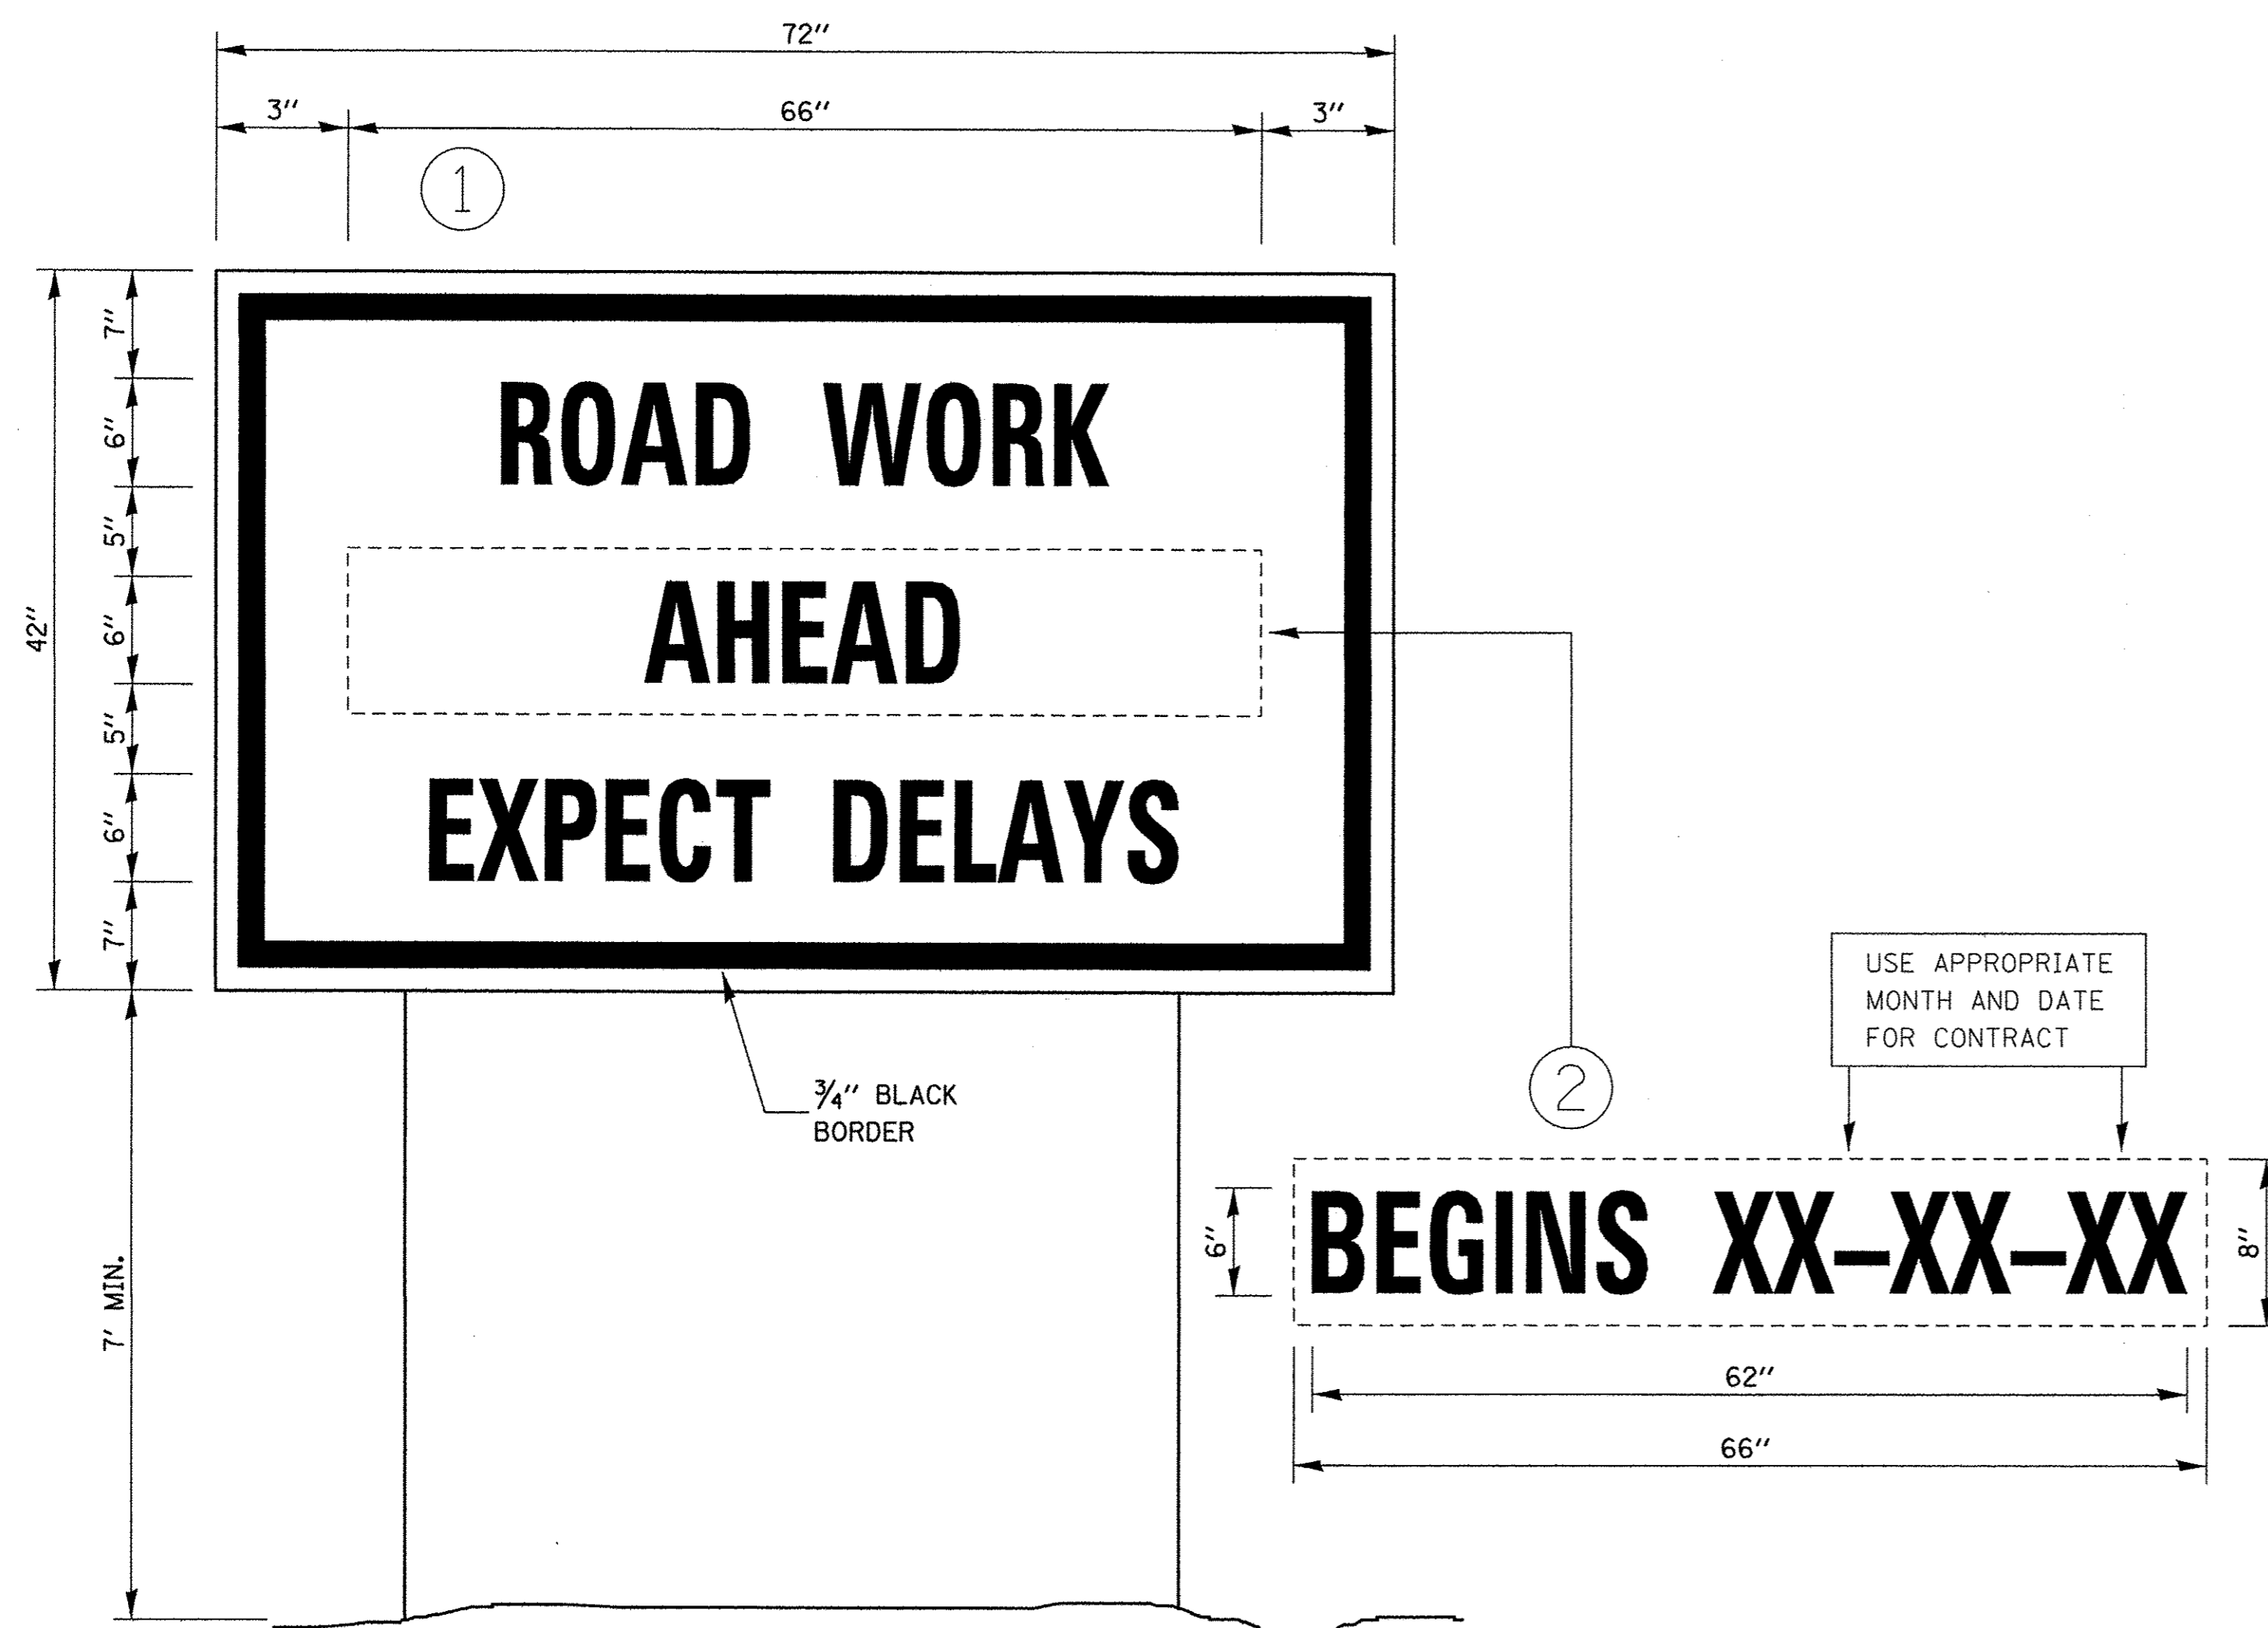 72"
3" 66" 3"
1
7"
6"
5"
6"
5"
6"
7"
42"
7' MIN.
ROAD WORK
AHEAD
EXPECT DELAYS
3/4" BLACK
BORDER
2
USE APPROPRIATE
MONTH AND DATE
FOR CONTRACT
6"
BEGINS XX-XX-XX
8"
62"
66"